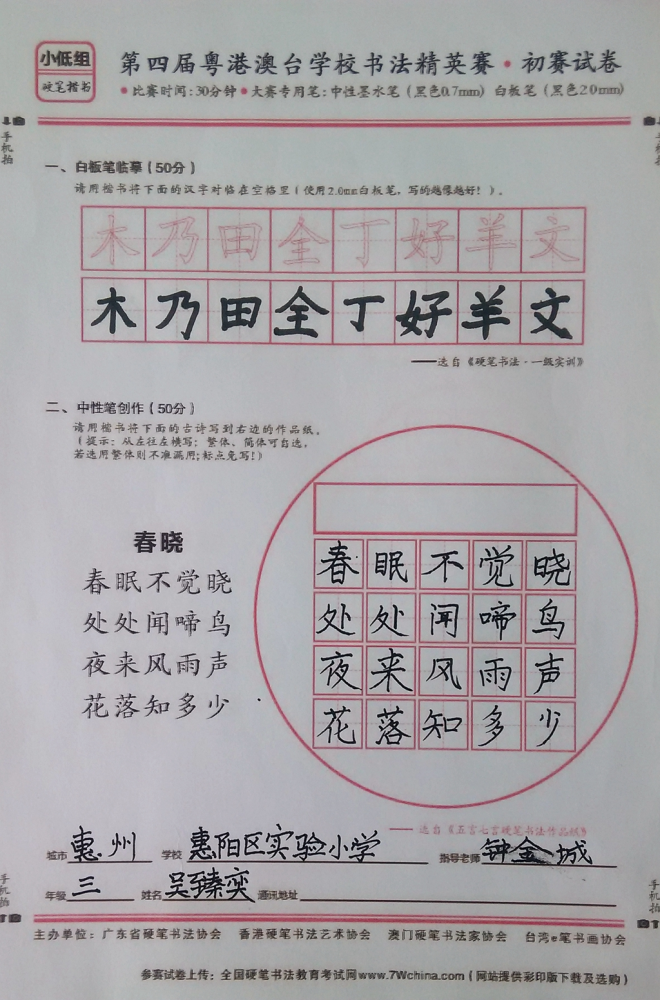 小低组
硬笔楷书
第四届粤港澳台学校书法精英赛·初赛试卷
●比赛时间:30分钟●大赛专用笔:中性墨水笔(黑色0.7mm) 白板笔(黑色2.0mm)
手机拍
手机拍
一、白板笔临摹(50分)
请用楷书将下面的汉字对临在空格里(使用2.0mm白板笔,写的越像越好!)。
木乃田全丁好羊文
木乃田全丁好羊文
——选自《硬笔书法·一级实训》
二、中性笔创作(50分)
请用楷书将下面的古诗写到右边的作品纸。
(提示:从左往左横写;繁体、简体可自选,
若选用繁体则不准漏用;标点免写!)
春晓
春眠不觉晓
处处闻啼鸟
夜来风雨声
花落知多少
春眠不觉晓
处处闻啼鸟
夜来风雨声
花落知多少
——选自《五言七言硬笔书法作品纸》
城市 惠州 学校 惠阳区实验小学 指导老师 钟金城
年级 三 姓名 吴臻奕 通讯地址
手机拍
手机拍
主办单位:广东省硬笔书法协会 香港硬笔书法艺术协会 澳门硬笔书法家协会 台湾e笔书画协会
参赛试卷上传:全国硬笔书法教育考试网www.7Wchina.com(网站提供彩印版下载及选购)